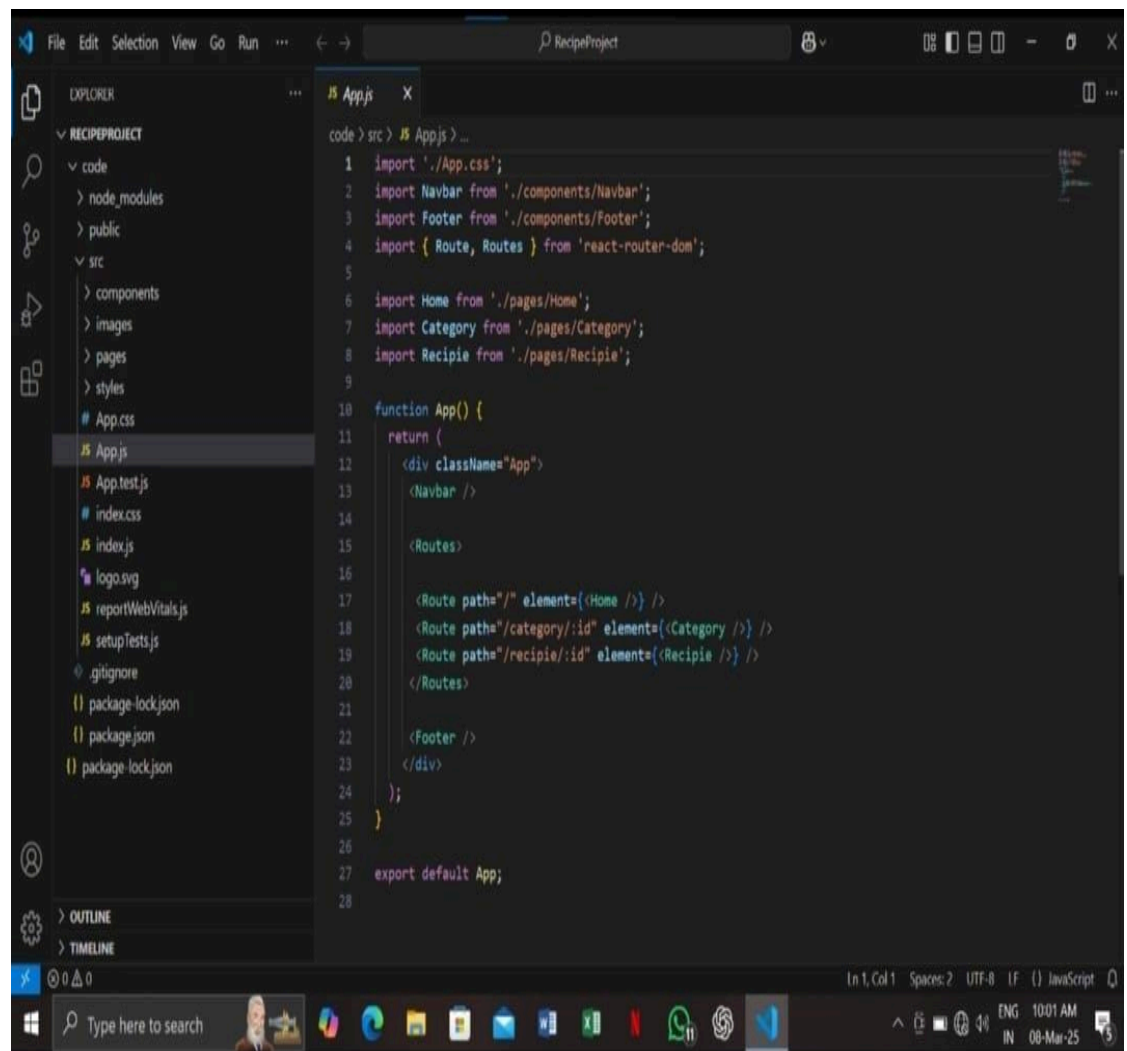 File Edit Selection View Go Run ...
RecipeProject
EXPLORER
RECIPEPROJECT
code
node_modules
public
src
components
images
pages
styles
# App.css
JS App.js
JS App.test.js
# index.css
JS index.js
logo.svg
JS reportWebVitals.js
JS setupTests.js
.gitignore
{} package-lock.json
{} package.json
{} package-lock.json
OUTLINE
TIMELINE
JS App.js X
code > src > JS App.js > ...
1 import './App.css';
2 import Navbar from './components/Navbar';
3 import Footer from './components/Footer';
4 import { Route, Routes } from 'react-router-dom';
5
6 import Home from './pages/Home';
7 import Category from './pages/Category';
8 import Recipie from './pages/Recipie';
9
10 function App() {
11 return (
12 <div className="App">
13 <Navbar />
14
15 <Routes>
16
17 <Route path="/" element={<Home />} />
18 <Route path="/category/:id" element={<Category />} />
19 <Route path="/recipie/:id" element={<Recipie />} />
20 </Routes>
21
22 <Footer />
23 </div>
24 );
25 }
26
27 export default App;
28
0 0
Ln 1, Col 1 Spaces: 2 UTF-8 LF {} JavaScript
Type here to search
ENG 10:01 AM
IN 08-Mar-25
5